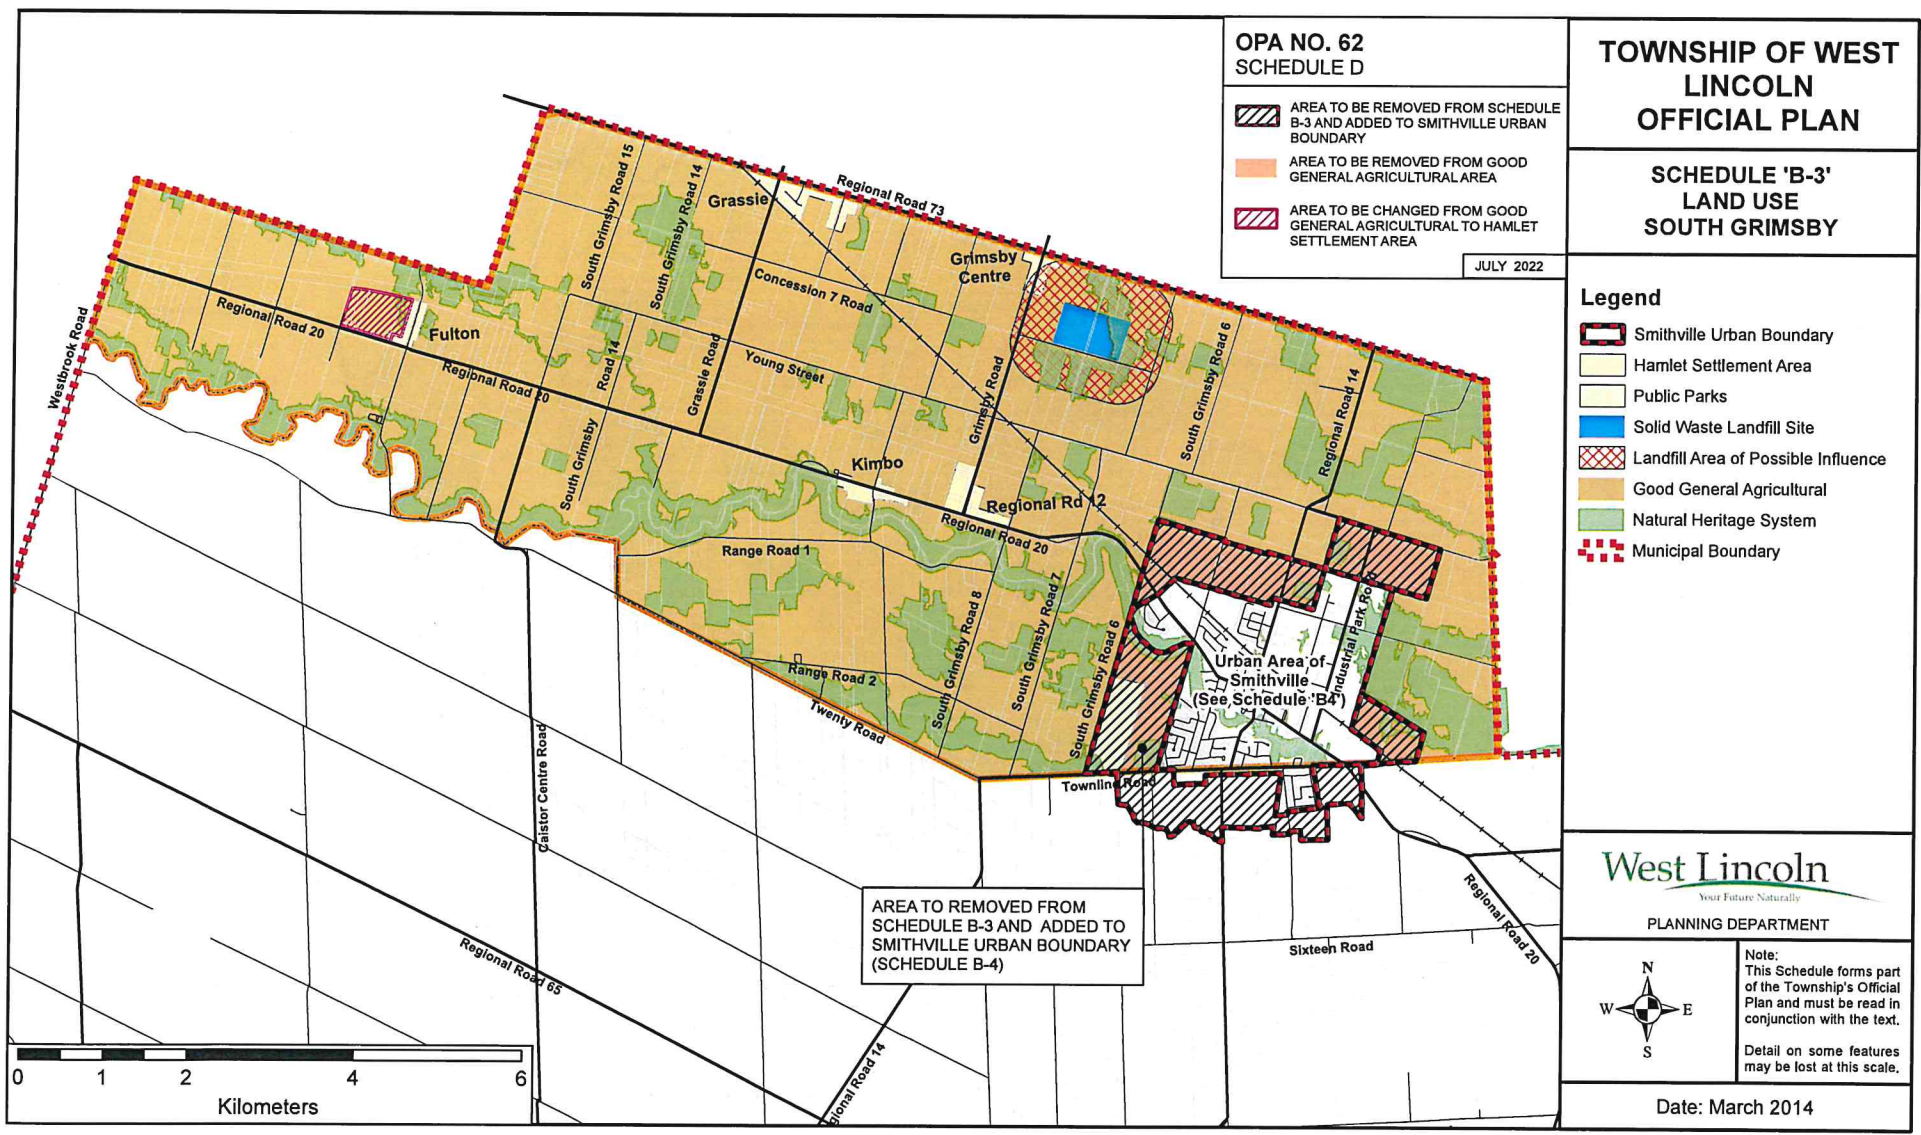 OPA NO. 62
SCHEDULE D
AREA TO BE REMOVED FROM SCHEDULE
B-3 AND ADDED TO SMITHVILLE URBAN
BOUNDARY
AREA TO BE REMOVED FROM GOOD
GENERAL AGRICULTURAL AREA
AREA TO BE CHANGED FROM GOOD
GENERAL AGRICULTURAL TO HAMLET
SETTLEMENT AREA
JULY 2022
TOWNSHIP OF WEST
LINCOLN
OFFICIAL PLAN
SCHEDULE 'B-3'
LAND USE
SOUTH GRIMSBY
Legend
Smithville Urban Boundary
Hamlet Settlement Area
Public Parks
Solid Waste Landfill Site
Landfill Area of Possible Influence
Good General Agricultural
Natural Heritage System
Municipal Boundary
West Lincoln
Your Future Naturally
PLANNING DEPARTMENT
N
W E
S
Note:
This Schedule forms part
of the Township's Official
Plan and must be read in
conjunction with the text.
Detail on some features
may be lost at this scale.
Date: March 2014
Regional Road 73
South Grimsby Road 15
South Grimsby Road 14
Grassie
Grimsby
Centre
Concession 7 Road
Westbrook Road
Regional Road 20
Fulton
Regional Road 20
Road 14
South Grimsby
Grassie Road
Young Street
Grimsby Road
South Grimsby Road 6
Regional Road 14
Kimbo
Regional Rd 12
Regional Road 20
Range Road 1
South Grimsby Road 8
South Grimsby Road 7
South Grimsby Road 6
Range Road 2
Twenty Road
Industrial Park Road
Urban Area of
Smithville
(See Schedule 'B4')
Townline Road
Caistor Centre Road
Regional Road 65
AREA TO REMOVED FROM
SCHEDULE B-3 AND ADDED TO
SMITHVILLE URBAN BOUNDARY
(SCHEDULE B-4)
Sixteen Road
Regional Road 20
gional Road 14
0 1 2 4 6
Kilometers